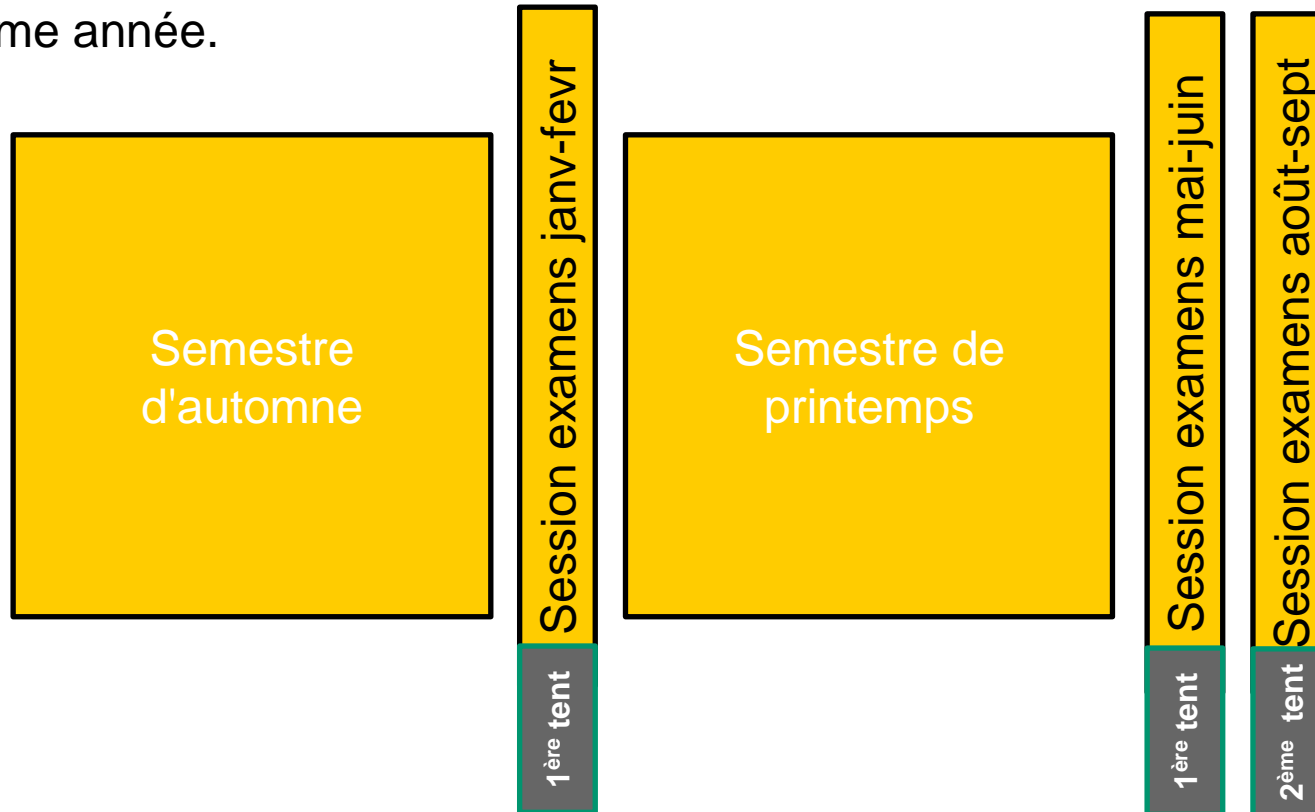 me année.
Semestre
d'automne
Session examens janv-fevr
1ère tent
Semestre de
printemps
Session examens mai-juin
1ère tent
Session examens août-sept
2ème tent